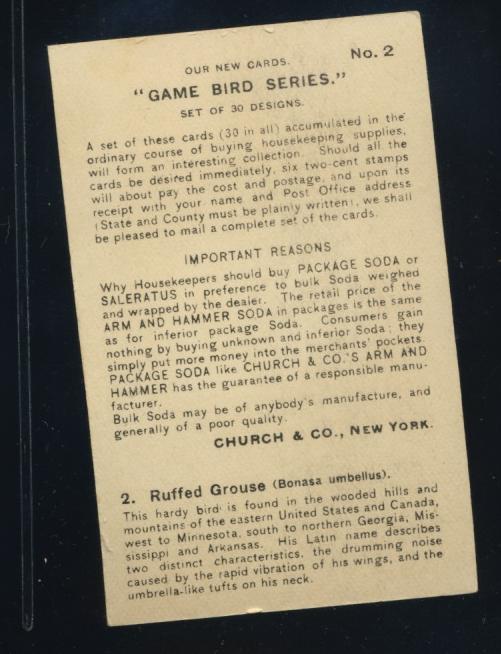 OUR NEW CARDS.
No. 2
"GAME BIRD SERIES."
SET OF 30 DESIGNS.
A set of these cards (30 in all) accumulated in the
ordinary course of buying housekeeping supplies,
will form an interesting collection. Should all the
cards be desired immediately, six two-cent stamps
will about pay the cost and postage, and upon its
receipt with your name and Post Office address
(State and County must be plainly written), we shall
be pleased to mail a complete set of the cards.
IMPORTANT REASONS
Why Housekeepers should buy PACKAGE SODA or
SALERATUS in preference to bulk Soda weighed
and wrapped by the dealer. The retail price of the
ARM AND HAMMER SODA in packages is the same
as for inferior package Soda. Consumers gain
nothing by buying unknown and inferior Soda; they
simply put more money into the merchants' pockets.
PACKAGE SODA like CHURCH & CO.'S ARM AND
HAMMER has the guarantee of a responsible manu-
facturer.
Bulk Soda may be of anybody's manufacture, and
generally of a poor quality.
CHURCH & CO., NEW YORK.
2. Ruffed Grouse (Bonasa umbellus).
This hardy bird is found in the wooded hills and
mountains of the eastern United States and Canada,
west to Minnesota, south to northern Georgia, Mis-
sissippi and Arkansas. His Latin name describes
two distinct characteristics, the drumming noise
caused by the rapid vibration of his wings, and the
umbrella-like tufts on his neck.